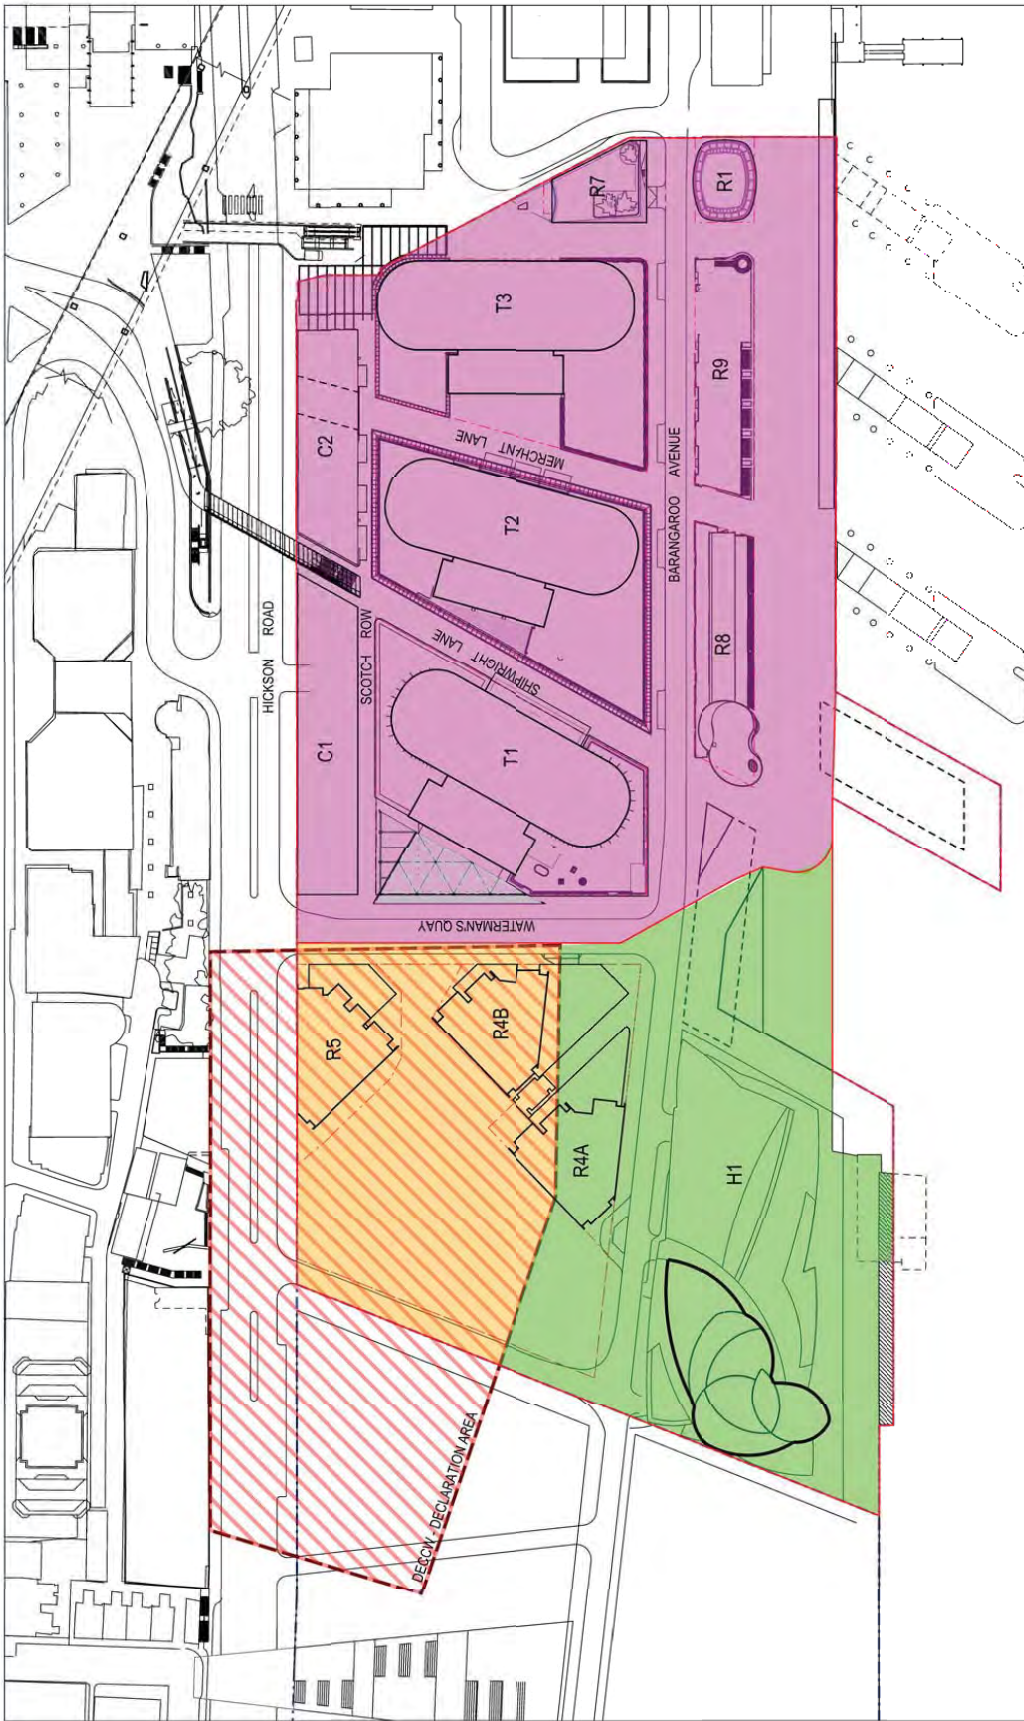 R7
R1
T3
R9
C2
MERCHANT
LANE
BARANGAROO AVENUE
T2
HICKSON ROAD
SCOTCH ROW
SHIPWRIGHT LANE
R8
C1
T1
WATERMAN'S QUAY
R5
R4B
R4A
H1
DECCW - DECLARATION AREA